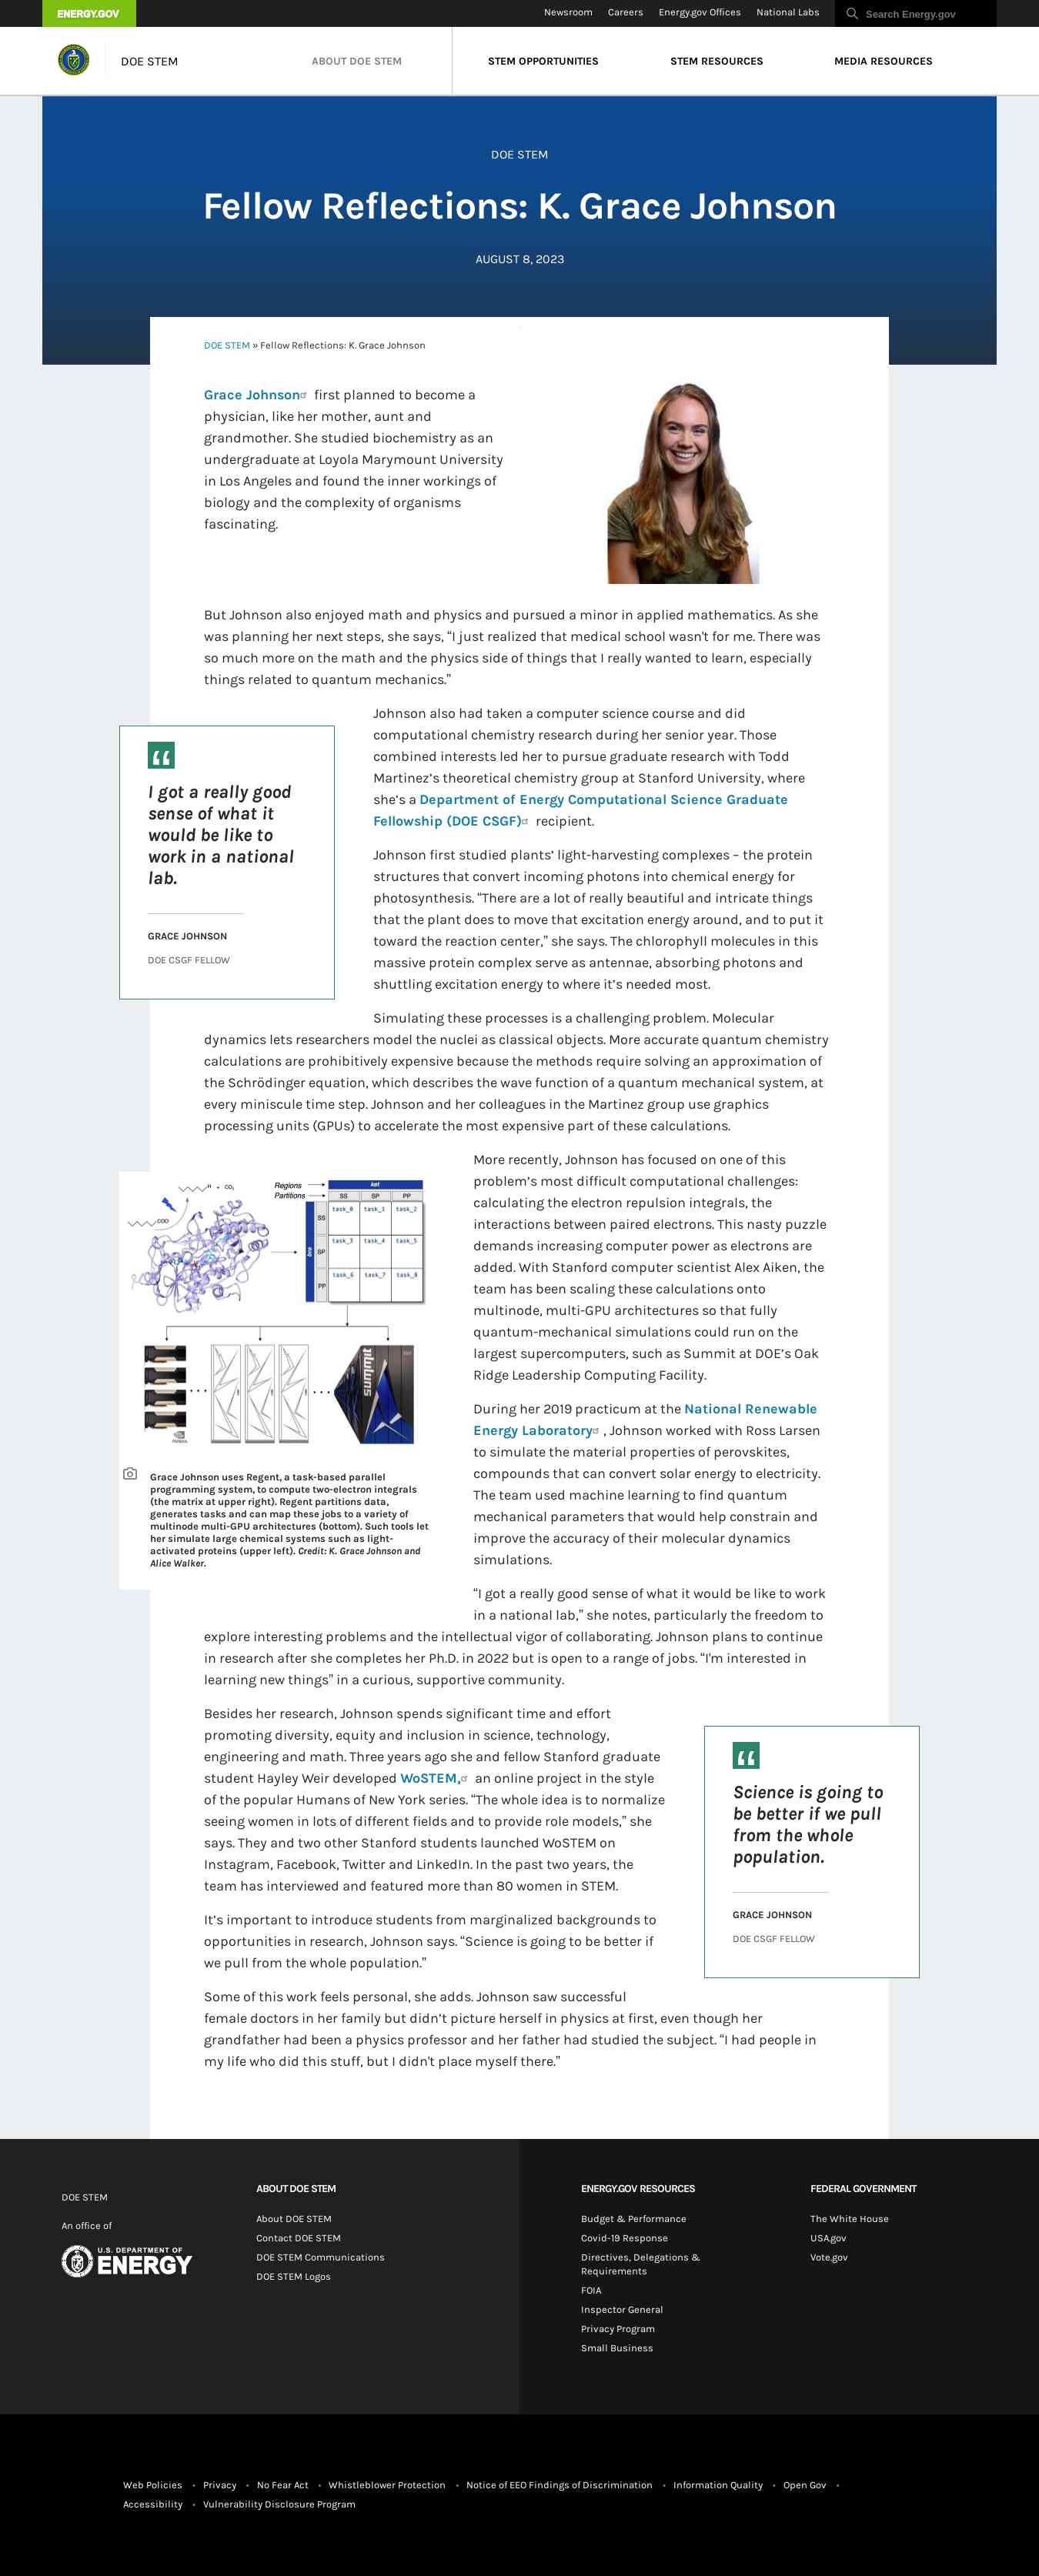 ENERGY.GOV
Newsroom Careers Energy.gov Offices National Labs
Search Energy.gov
DOE STEM
ABOUT DOE STEM
STEM OPPORTUNITIES
STEM RESOURCES
MEDIA RESOURCES
DOE STEM
Fellow Reflections: K. Grace Johnson
AUGUST 8, 2023
DOE STEM » Fellow Reflections: K. Grace Johnson
Grace Johnson first planned to become a
physician, like her mother, aunt and
grandmother. She studied biochemistry as an
undergraduate at Loyola Marymount University
in Los Angeles and found the inner workings of
biology and the complexity of organisms
fascinating.
But Johnson also enjoyed math and physics and pursued a minor in applied mathematics. As she
was planning her next steps, she says, “I just realized that medical school wasn't for me. There was
so much more on the math and the physics side of things that I really wanted to learn, especially
things related to quantum mechanics.”
I got a really good
sense of what it
would be like to
work in a national
lab.
GRACE JOHNSON
DOE CSGF FELLOW
Johnson also had taken a computer science course and did
computational chemistry research during her senior year. Those
combined interests led her to pursue graduate research with Todd
Martinez’s theoretical chemistry group at Stanford University, where
she’s a Department of Energy Computational Science Graduate
Fellowship (DOE CSGF) recipient.
Johnson first studied plants’ light-harvesting complexes – the protein
structures that convert incoming photons into chemical energy for
photosynthesis. “There are a lot of really beautiful and intricate things
that the plant does to move that excitation energy around, and to put it
toward the reaction center,” she says. The chlorophyll molecules in this
massive protein complex serve as antennae, absorbing photons and
shuttling excitation energy to where it’s needed most.
Simulating these processes is a challenging problem. Molecular
dynamics lets researchers model the nuclei as classical objects. More accurate quantum chemistry
calculations are prohibitively expensive because the methods require solving an approximation of
the Schrödinger equation, which describes the wave function of a quantum mechanical system, at
every miniscule time step. Johnson and her colleagues in the Martinez group use graphics
processing units (GPUs) to accelerate the most expensive part of these calculations.
H + CO₂
COO
Regions
Partitions
ket
SS SP PP
bra
SS
SP
PP
task_0 task_1 task_2
task_3 task_4 task_5
task_6 task_7 task_8
NVIDIA
summit
Grace Johnson uses Regent, a task-based parallel
programming system, to compute two-electron integrals
(the matrix at upper right). Regent partitions data,
generates tasks and can map these jobs to a variety of
multinode multi-GPU architectures (bottom). Such tools let
her simulate large chemical systems such as light-
activated proteins (upper left). Credit: K. Grace Johnson and
Alice Walker.
More recently, Johnson has focused on one of this
problem’s most difficult computational challenges:
calculating the electron repulsion integrals, the
interactions between paired electrons. This nasty puzzle
demands increasing computer power as electrons are
added. With Stanford computer scientist Alex Aiken, the
team has been scaling these calculations onto
multinode, multi-GPU architectures so that fully
quantum-mechanical simulations could run on the
largest supercomputers, such as Summit at DOE’s Oak
Ridge Leadership Computing Facility.
During her 2019 practicum at the National Renewable
Energy Laboratory , Johnson worked with Ross Larsen
to simulate the material properties of perovskites,
compounds that can convert solar energy to electricity.
The team used machine learning to find quantum
mechanical parameters that would help constrain and
improve the accuracy of their molecular dynamics
simulations.
“I got a really good sense of what it would be like to work
in a national lab,” she notes, particularly the freedom to
explore interesting problems and the intellectual vigor of collaborating. Johnson plans to continue
in research after she completes her Ph.D. in 2022 but is open to a range of jobs. “I'm interested in
learning new things” in a curious, supportive community.
Besides her research, Johnson spends significant time and effort
promoting diversity, equity and inclusion in science, technology,
engineering and math. Three years ago she and fellow Stanford graduate
student Hayley Weir developed WoSTEM, an online project in the style
of the popular Humans of New York series. “The whole idea is to normalize
seeing women in lots of different fields and to provide role models,” she
says. They and two other Stanford students launched WoSTEM on
Instagram, Facebook, Twitter and LinkedIn. In the past two years, the
team has interviewed and featured more than 80 women in STEM.
Science is going to
be better if we pull
from the whole
population.
GRACE JOHNSON
DOE CSGF FELLOW
It’s important to introduce students from marginalized backgrounds to
opportunities in research, Johnson says. “Science is going to be better if
we pull from the whole population.”
Some of this work feels personal, she adds. Johnson saw successful
female doctors in her family but didn’t picture herself in physics at first, even though her
grandfather had been a physics professor and her father had studied the subject. “I had people in
my life who did this stuff, but I didn't place myself there.”
DOE STEM
An office of
U.S. DEPARTMENT OF
ENERGY
ABOUT DOE STEM
About DOE STEM
Contact DOE STEM
DOE STEM Communications
DOE STEM Logos
ENERGY.GOV RESOURCES
Budget & Performance
Covid-19 Response
Directives, Delegations &
Requirements
FOIA
Inspector General
Privacy Program
Small Business
FEDERAL GOVERNMENT
The White House
USA.gov
Vote.gov
Web Policies • Privacy • No Fear Act • Whistleblower Protection • Notice of EEO Findings of Discrimination • Information Quality • Open Gov •
Accessibility • Vulnerability Disclosure Program